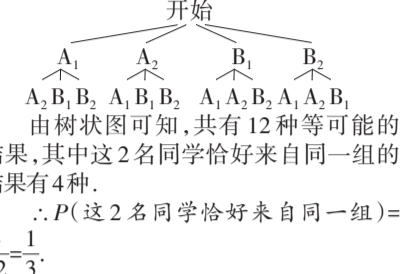 开始
A₁ A₂ B₁ B₂
A₂ B₁ B₂ A₁ B₁ B₂ A₁ A₂ B₂ A₁ A₂ B₁
由树状图可知,共有12种等可能的
结果,其中这2名同学恰好来自同一组的
结果有4种.
∴P(这2名同学恰好来自同一组)=
=1/3.